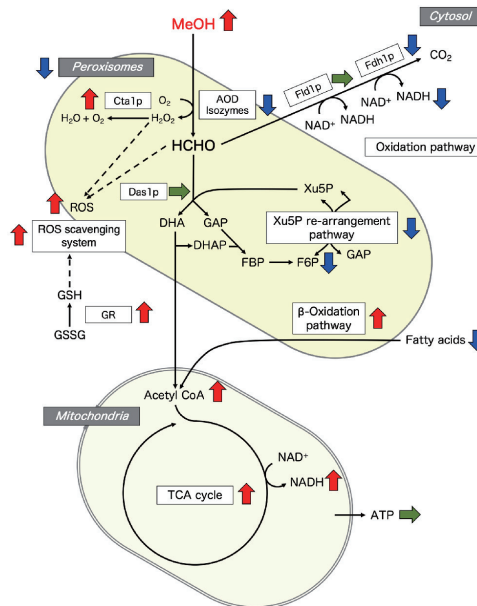 MeOH
Cytosol
Peroxisomes
CO₂
Fdh1p
Fld1p
Cta1p
O₂
AOD
Isozymes
H₂O + O₂
H₂O₂
NAD⁺
NADH
NAD⁺
NADH
HCHO
Oxidation pathway
Das1p
Xu5P
ROS
DHA
GAP
Xu5P re-arrangement
pathway
ROS scavenging
system
DHAP
GAP
FBP
F6P
GSH
GR
GSSG
β-Oxidation
pathway
Fatty acids
Acetyl CoA
Mitochondria
NAD⁺
TCA cycle
NADH
ATP